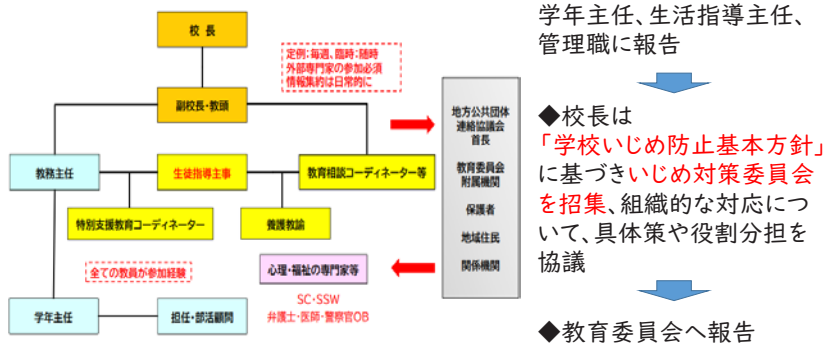 校 長
定例：毎週、臨時：随時
外部専門家の参加必須
情報集約は日常的に
副校長・教頭
教務主任
生徒指導主事
教育相談コーディネーター等
特別支援教育コーディネーター
養護教諭
全ての教員が参加経験
心理・福祉の専門家等
SC・SSW
弁護士・医師・警察官OB
学年主任
担任・部活顧問
地方公共団体
連絡協議会
首長
教育委員会
附属機関
保護者
地域住民
関係機関
学年主任、生活指導主任、
管理職に報告
◆校長は
「学校いじめ防止基本方針」
に基づきいじめ対策委員会
を招集、組織的な対応につ
いて、具体策や役割分担を
協議
◆教育委員会へ報告